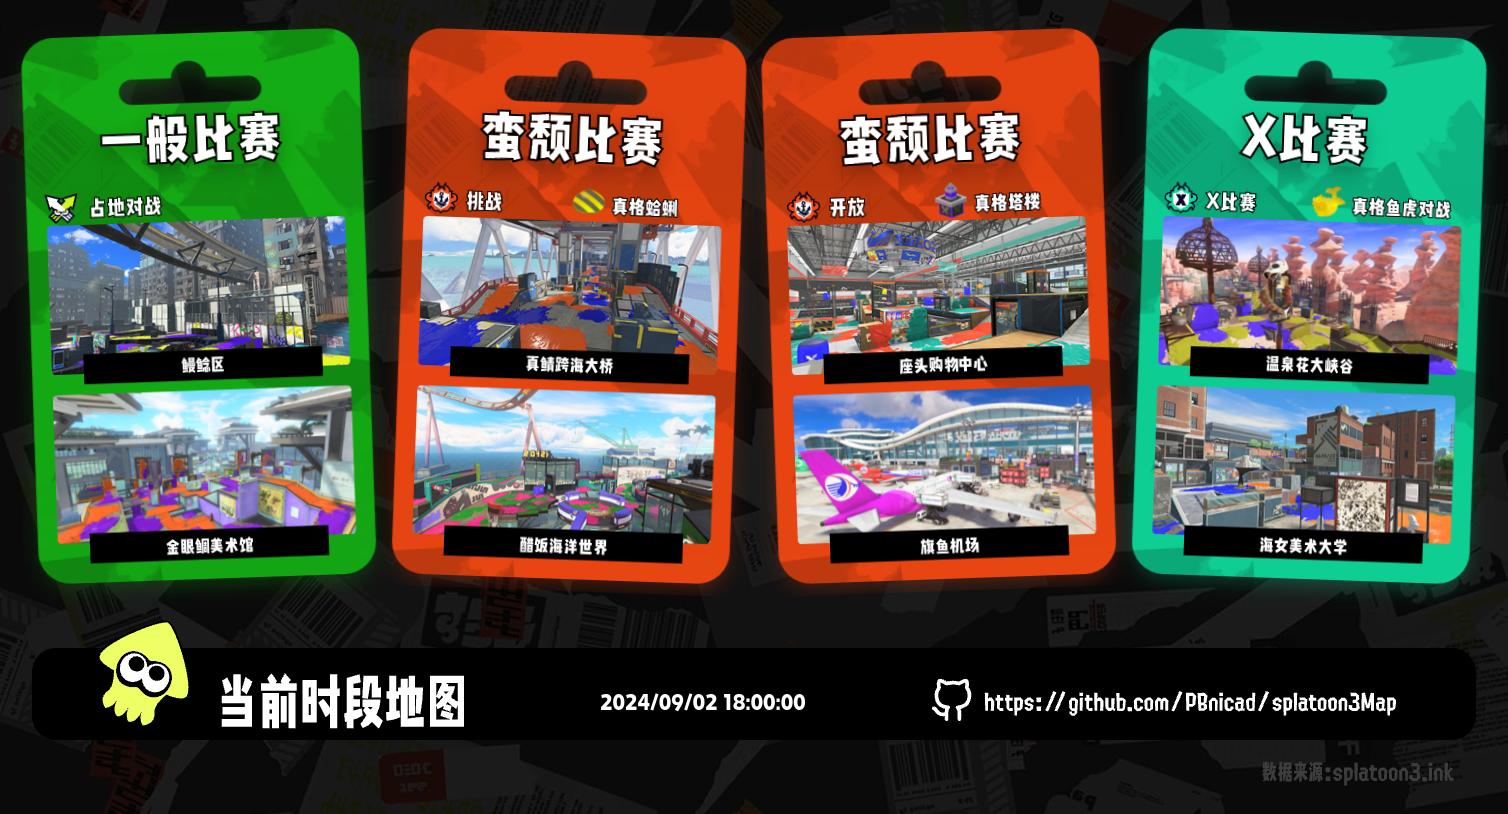 一般比赛
占地对战
鳗鲶区
金眼鲷美术馆
蛮颓比赛
挑战
真格蛤蜊
真鲭跨海大桥
醋饭海洋世界
蛮颓比赛
开放
真格塔楼
座头购物中心
旗鱼机场
X比赛
X比赛
真格鱼虎对战
温泉花大峡谷
海女美术大学
当前时段地图
2024/09/02 18:00:00
https://github.com/PBnicad/splatoon3Map
数据来源:splatoon3.ink